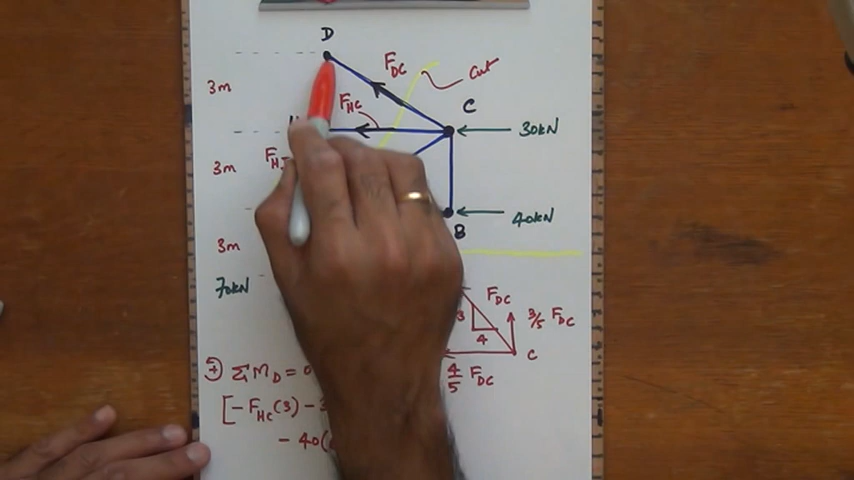 D
F_DC
Cut
3m
F_HC
C
30kN
3m
40kN
B
3m
70kN
F_DC
3
4
3/5 F_DC
C
4/5 F_DC
+ ΣM_D = 0
[-F_HC(3) - 3
- 40(